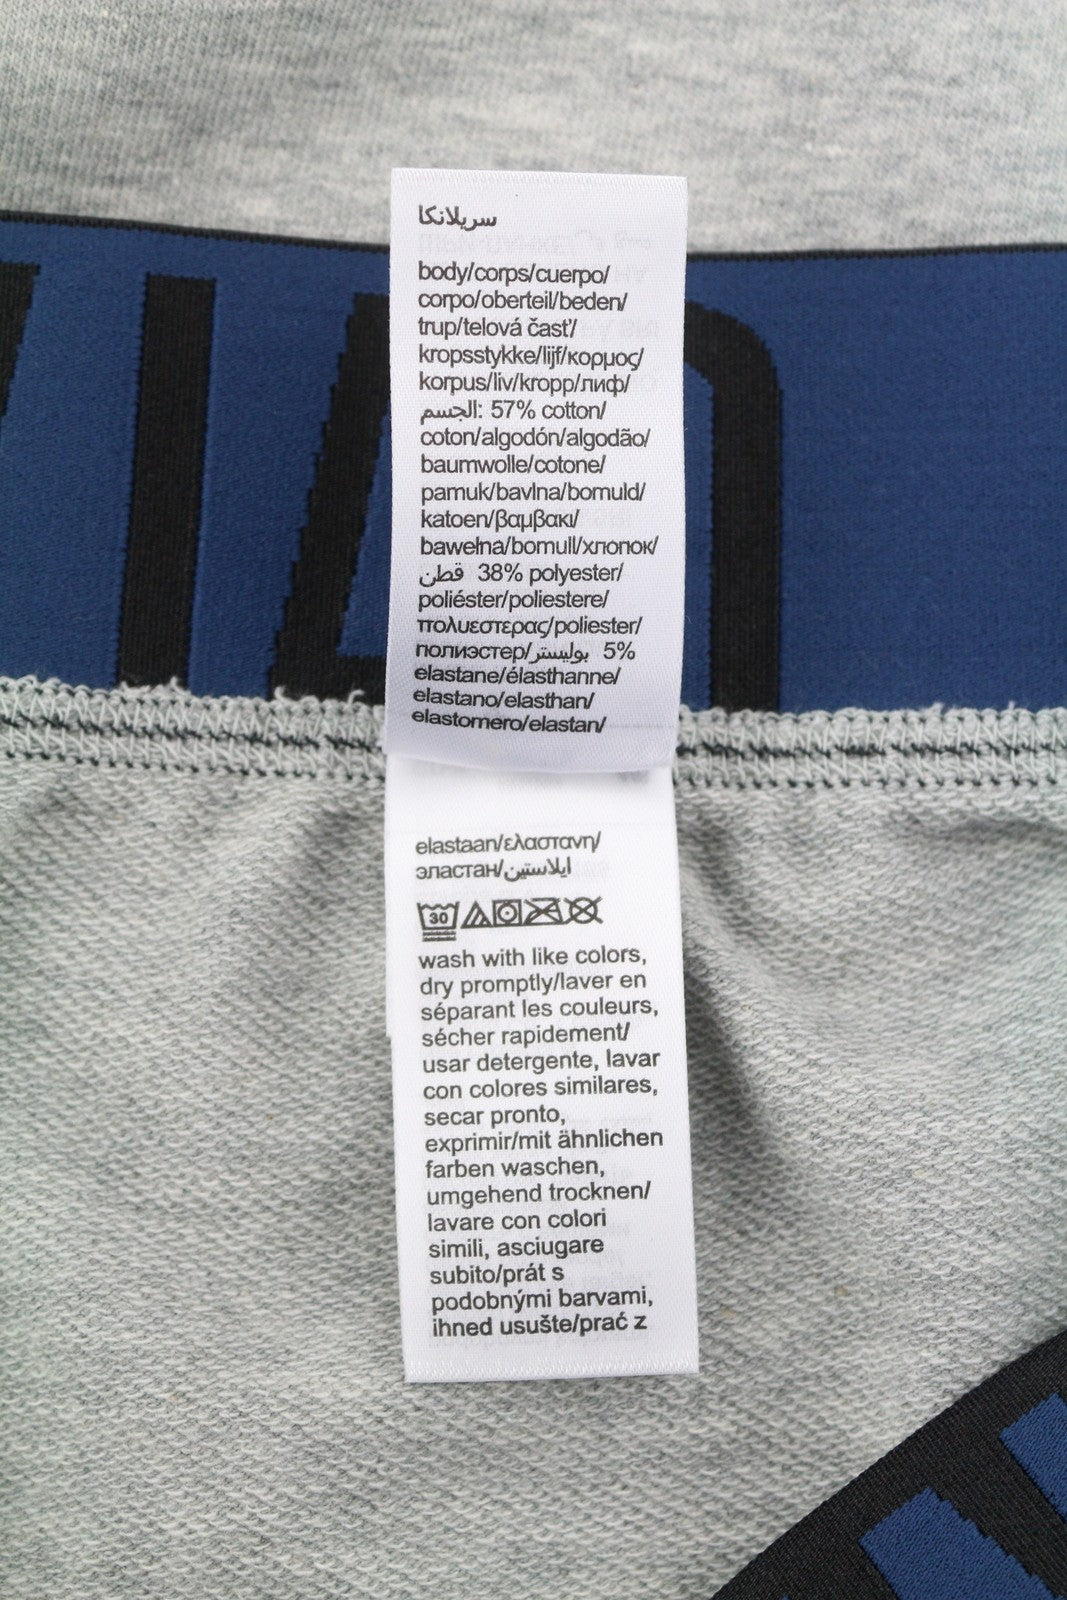 سريلانكا
body/corps/cuerpo/
corpo/oberteil/beden/
trup/telová časť/
kropsstykke/lijf/κορμος/
korpus/liv/kropp/лиф/
الجسم: 57% cotton/
coton/algodón/algodão/
baumwolle/cotone/
pamuk/bavlna/bomuld/
katoen/βαμβακι/
bawełna/bomull/хлопок/
قطن 38% polyester/
poliéster/poliestere/
πολυεστερας/poliester/
полиэстер/بوليستر 5%
elastane/élasthanne/
elastano/elasthan/
elastomero/elastan/
elastaan/ελαστανη/
эластан/ايلاستين
30
wash with like colors,
dry promptly/laver en
séparant les couleurs,
sécher rapidement/
usar detergente, lavar
con colores similares,
secar pronto,
exprimir/mit ähnlichen
farben waschen,
umgehend trocknen/
lavare con colori
simili, asciugare
subito/prát s
podobnými barvami,
ihned usušte/prać z